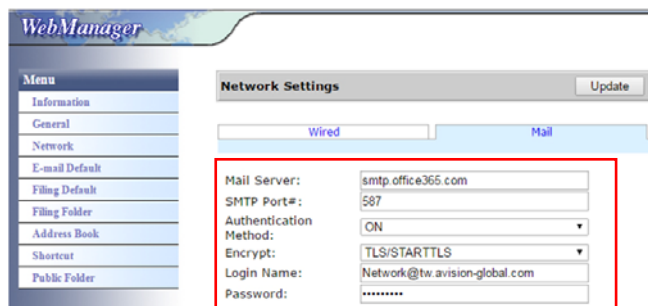 WebManager
Menu
Information
General
Network
E-mail Default
Filing Default
Filing Folder
Address Book
Shortcut
Public Folder
Network Settings
Update
Wired
Mail
Mail Server: smtp.office365.com
SMTP Port#: 587
Authentication
Method: ON
Encrypt: TLS/STARTTLS
Login Name: Network@tw.avision-global.com
Password: •••••••••